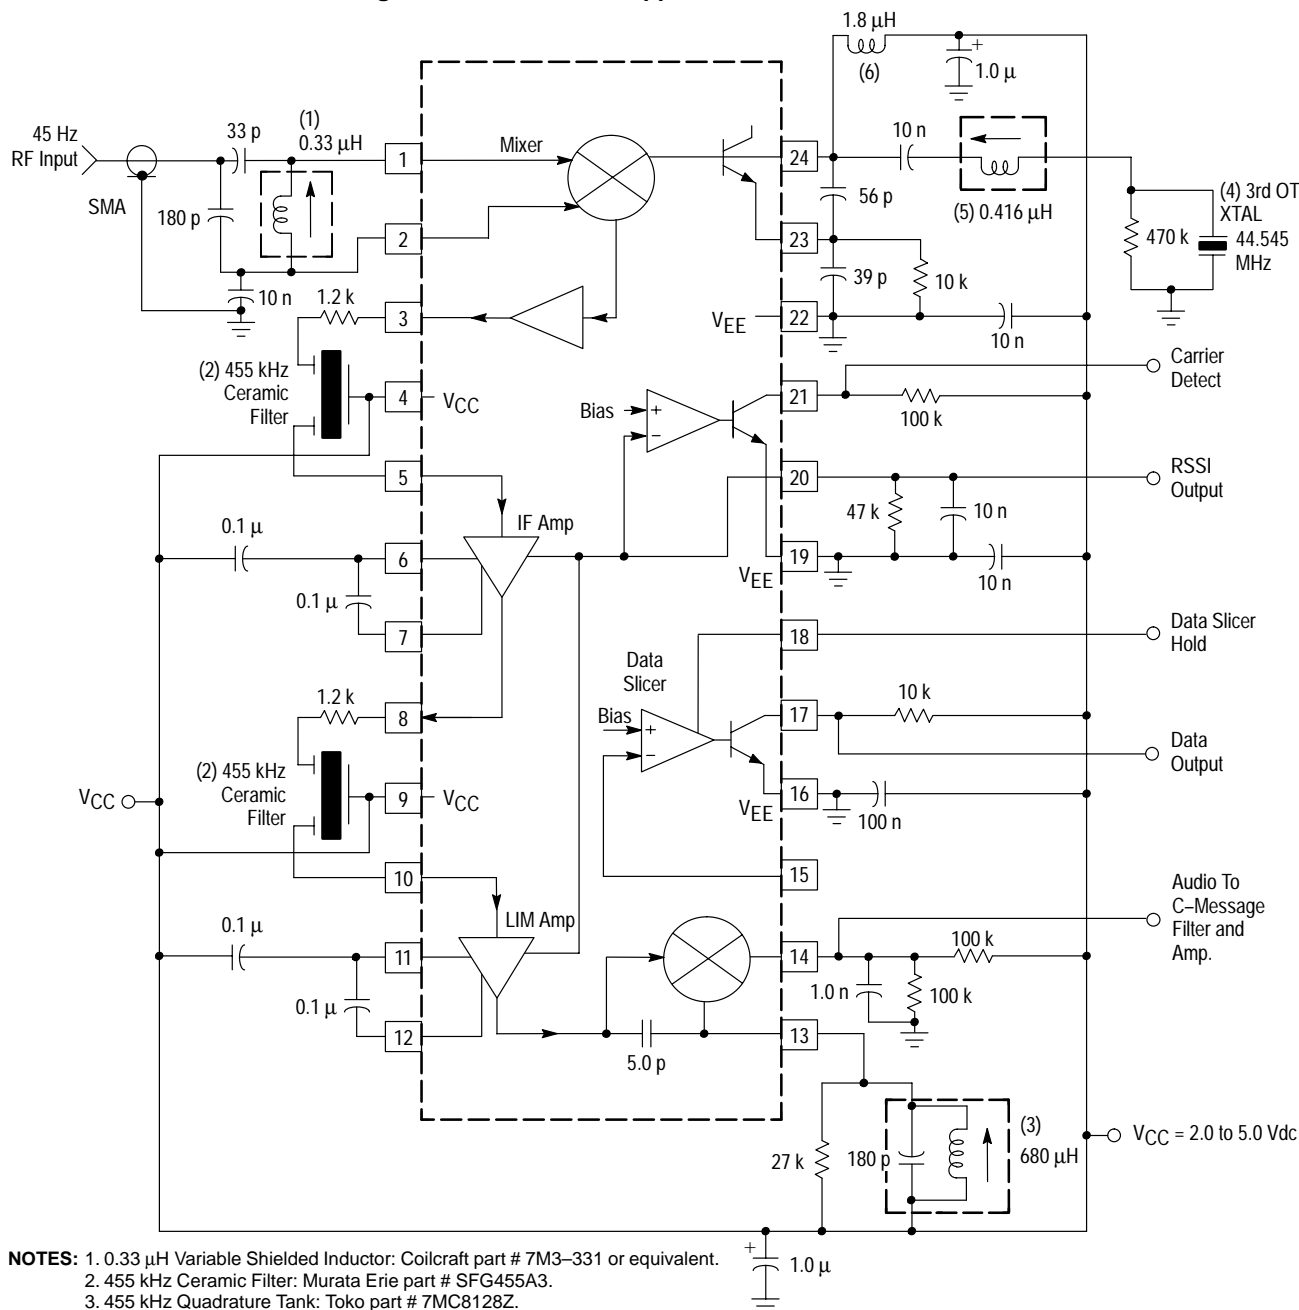 45 Hz
RF Input
SMA
33 p
(1)
0.33 µH
180 p
10 n
1.2 k
(2) 455 kHz
Ceramic
Filter
0.1 µ
0.1 µ
1.2 k
(2) 455 kHz
Ceramic
Filter
VCC
0.1 µ
0.1 µ
1
2
3
4
5
6
7
8
9
10
11
12
Mixer
VCC
IF Amp
VCC
LIM Amp
5.0 p
Bias
+
–
VEE
VEE
Data
Slicer
Bias
+
–
VEE
24
23
22
21
20
19
18
17
16
15
14
13
1.8 µH
(6)
+
1.0 µ
10 n
(5) 0.416 µH
56 p
39 p
10 k
10 n
470 k
(4) 3rd OT
XTAL
44.545
MHz
Carrier
Detect
100 k
RSSI
Output
47 k
10 n
10 n
Data Slicer
Hold
10 k
Data
Output
100 n
Audio To
C–Message
Filter and
Amp.
100 k
1.0 n
100 k
27 k
180 p
(3)
680 µH
VCC = 2.0 to 5.0 Vdc
+
1.0 µ
NOTES: 1. 0.33 µH Variable Shielded Inductor: Coilcraft part # 7M3–331 or equivalent.
2. 455 kHz Ceramic Filter: Murata Erie part # SFG455A3.
3. 455 kHz Quadrature Tank: Toko part # 7MC8128Z.